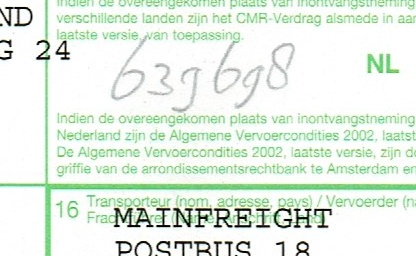 Indien de overeengekomen plaats van inontvangstneming
verschillende landen zijn het CMR-Verdrag alsmede in aan
laatste versie, van toepassing.
ND
G 24
639698
NL
Indien de overeengekomen plaats van inontvangstneming
Nederland zijn de Algemene Vervoercondities 2002, laatst
De Algemene Vervoercondities 2002, laatste versie, zijn de
griffie van de arrondissementsrechtbank te Amsterdam en
16 Transporteur (nom, adresse, pays) / Vervoerder (na
MAINFREIGHT
POSTBUS 18